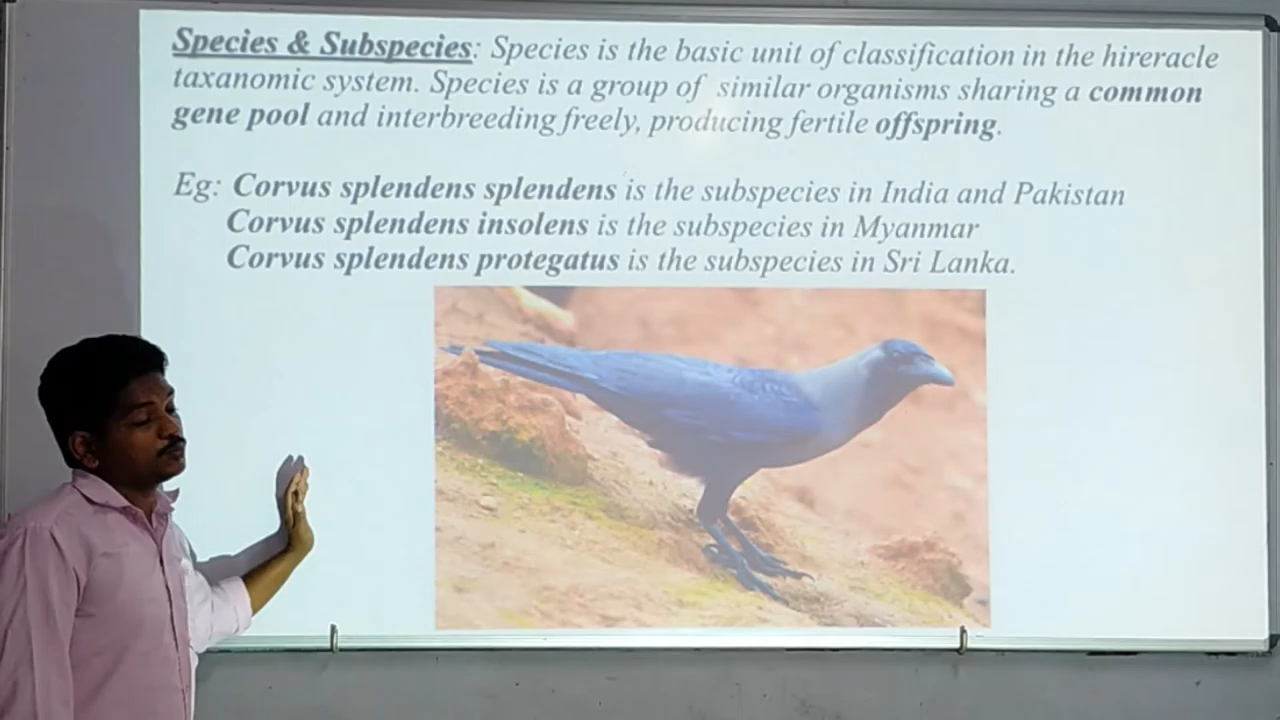 Species & Subspecies: Species is the basic unit of classification in the hireracle
taxanomic system. Species is a group of similar organisms sharing a common
gene pool and interbreeding freely, producing fertile offspring.
Eg: Corvus splendens splendens is the subspecies in India and Pakistan
Corvus splendens insolens is the subspecies in Myanmar
Corvus splendens protegatus is the subspecies in Sri Lanka.